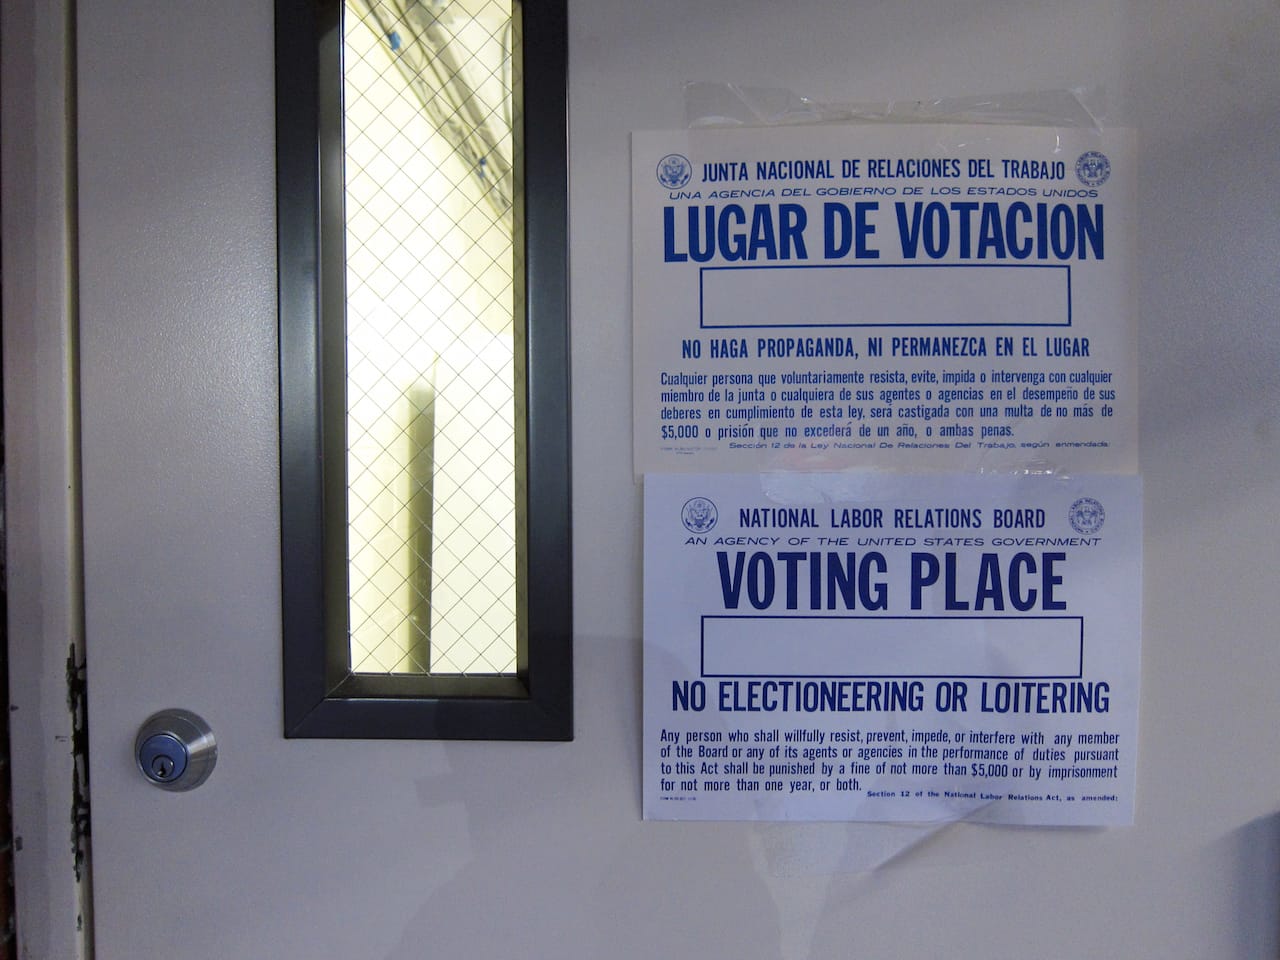 JUNTA NACIONAL DE RELACIONES DEL TRABAJO
UNA AGENCIA DEL GOBIERNO DE LOS ESTADOS UNIDOS
LUGAR DE VOTACION
NO HAGA PROPAGANDA, NI PERMANEZCA EN EL LUGAR
Cualquier persona que voluntariamente resista, evite, impida o intervenga con cualquier
miembro de la junta o cualquiera de sus agentes o agencias en el desempeño de sus
deberes en cumplimiento de esta ley, será castigada con una multa de no más de
$5,000 o prisión que no excederá de un año, o ambas penas.
Sección 12 de la Ley Nacional De Relaciones Del Trabajo, según enmendada:
NATIONAL LABOR RELATIONS BOARD
AN AGENCY OF THE UNITED STATES GOVERNMENT
VOTING PLACE
NO ELECTIONEERING OR LOITERING
Any person who shall willfully resist, prevent, impede, or interfere with any member
of the Board or any of its agents or agencies in the performance of duties pursuant
to this Act shall be punished by a fine of not more than $5,000 or by imprisonment
for not more than one year, or both.
Section 12 of the National Labor Relations Act, as amended: